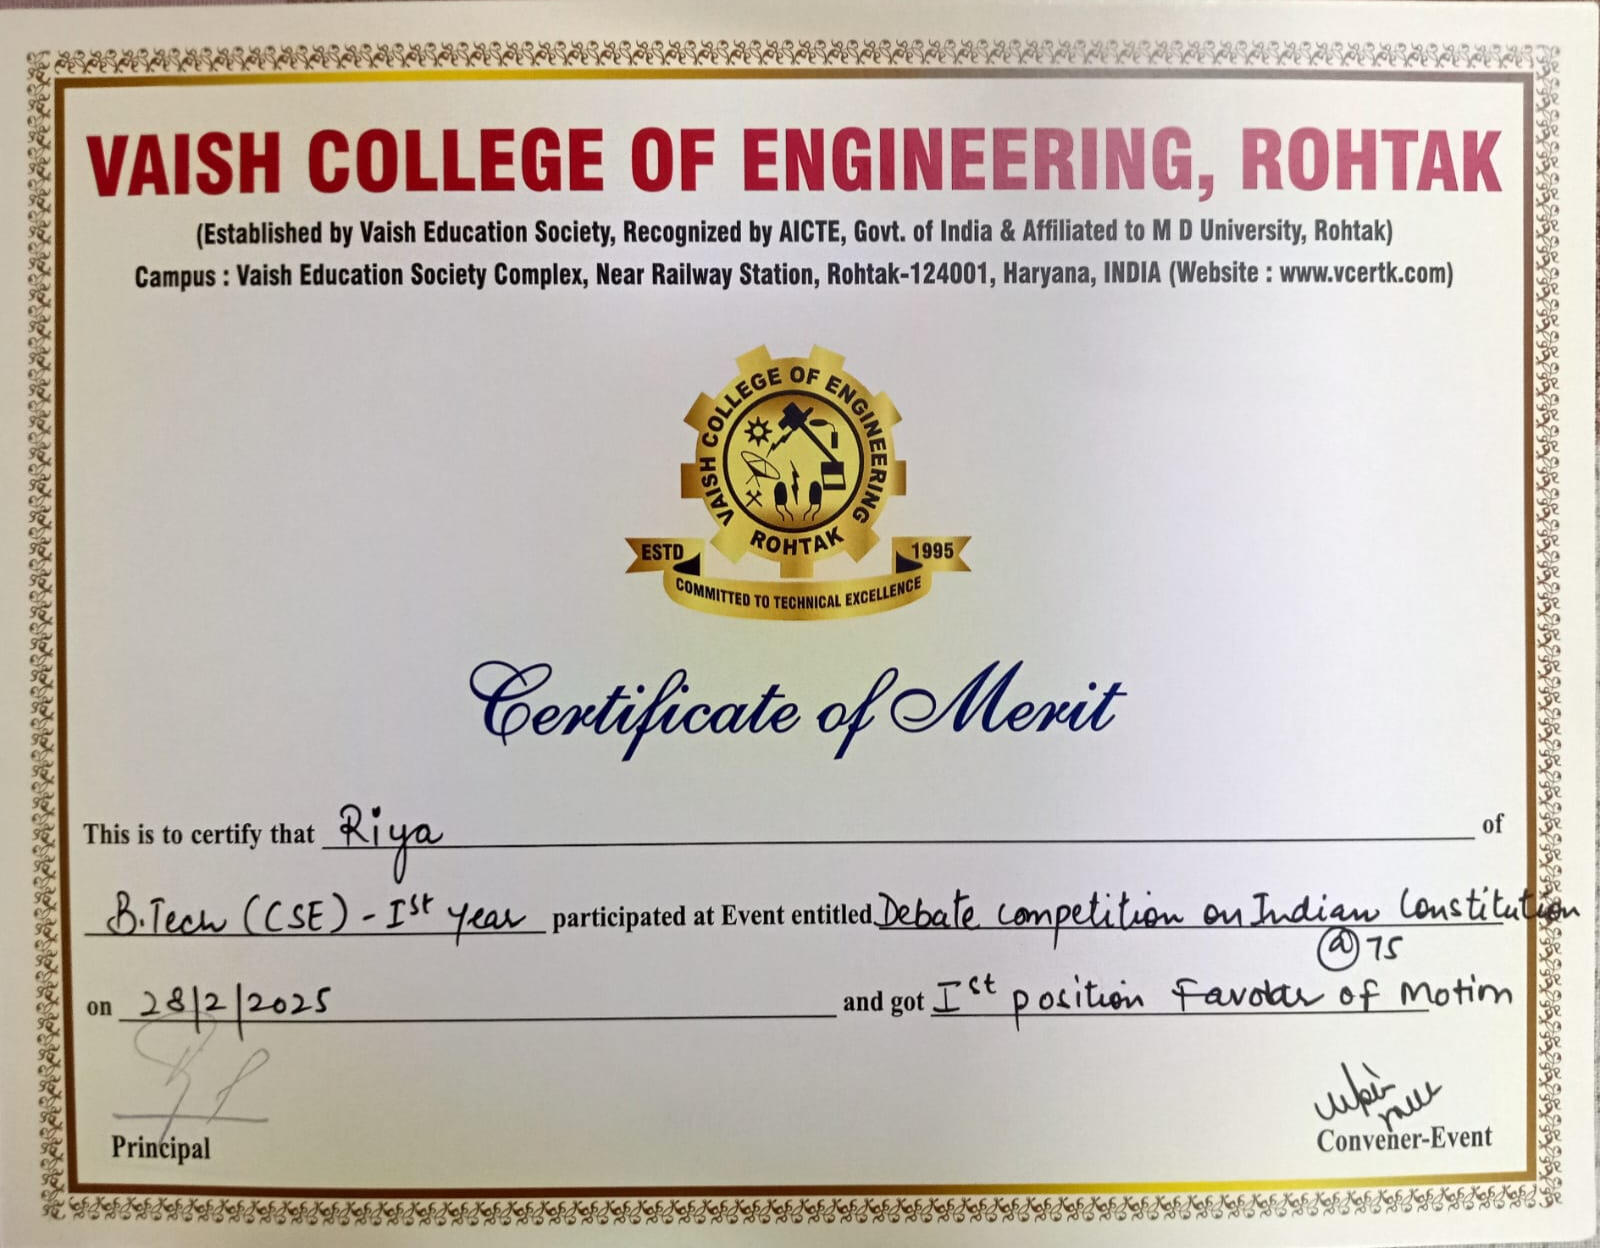 VAISH COLLEGE OF ENGINEERING, ROHTAK
(Established by Vaish Education Society, Recognized by AICTE, Govt. of India & Affiliated to M D University, Rohtak)
Campus : Vaish Education Society Complex, Near Railway Station, Rohtak-124001, Haryana, INDIA (Website : www.vcertk.com)
VAISH COLLEGE OF ENGINEERING
ROHTAK
ESTD 1995
COMMITTED TO TECHNICAL EXCELLENCE
Certificate of Merit
This is to certify that Riya of
B.Tech (CSE) - Ist year participated at Event entitled Debate competition on Indian Constitution
@ 75
on 28/2/2025 and got Ist position Favour of Motion
Principal
Convener-Event